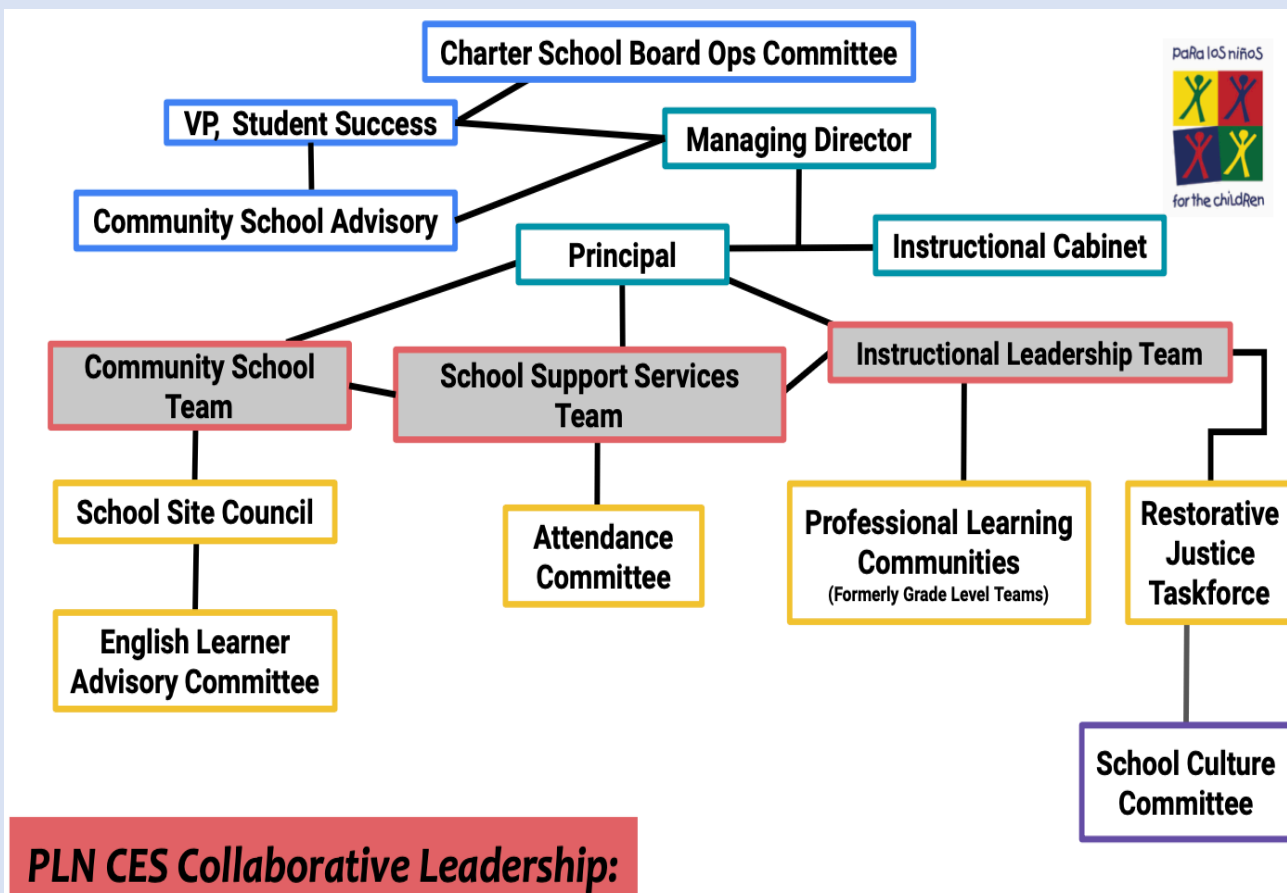 Charter School Board Ops Committee
paRa los niños
VP, Student Success
Managing Director
for the childRen
Community School Advisory
Principal
Instructional Cabinet
Community School
Team
School Support Services
Team
Instructional Leadership Team
School Site Council
Attendance
Committee
Professional Learning
Communities
(Formerly Grade Level Teams)
Restorative
Justice
Taskforce
English Learner
Advisory Committee
School Culture
Committee
PLN CES Collaborative Leadership: